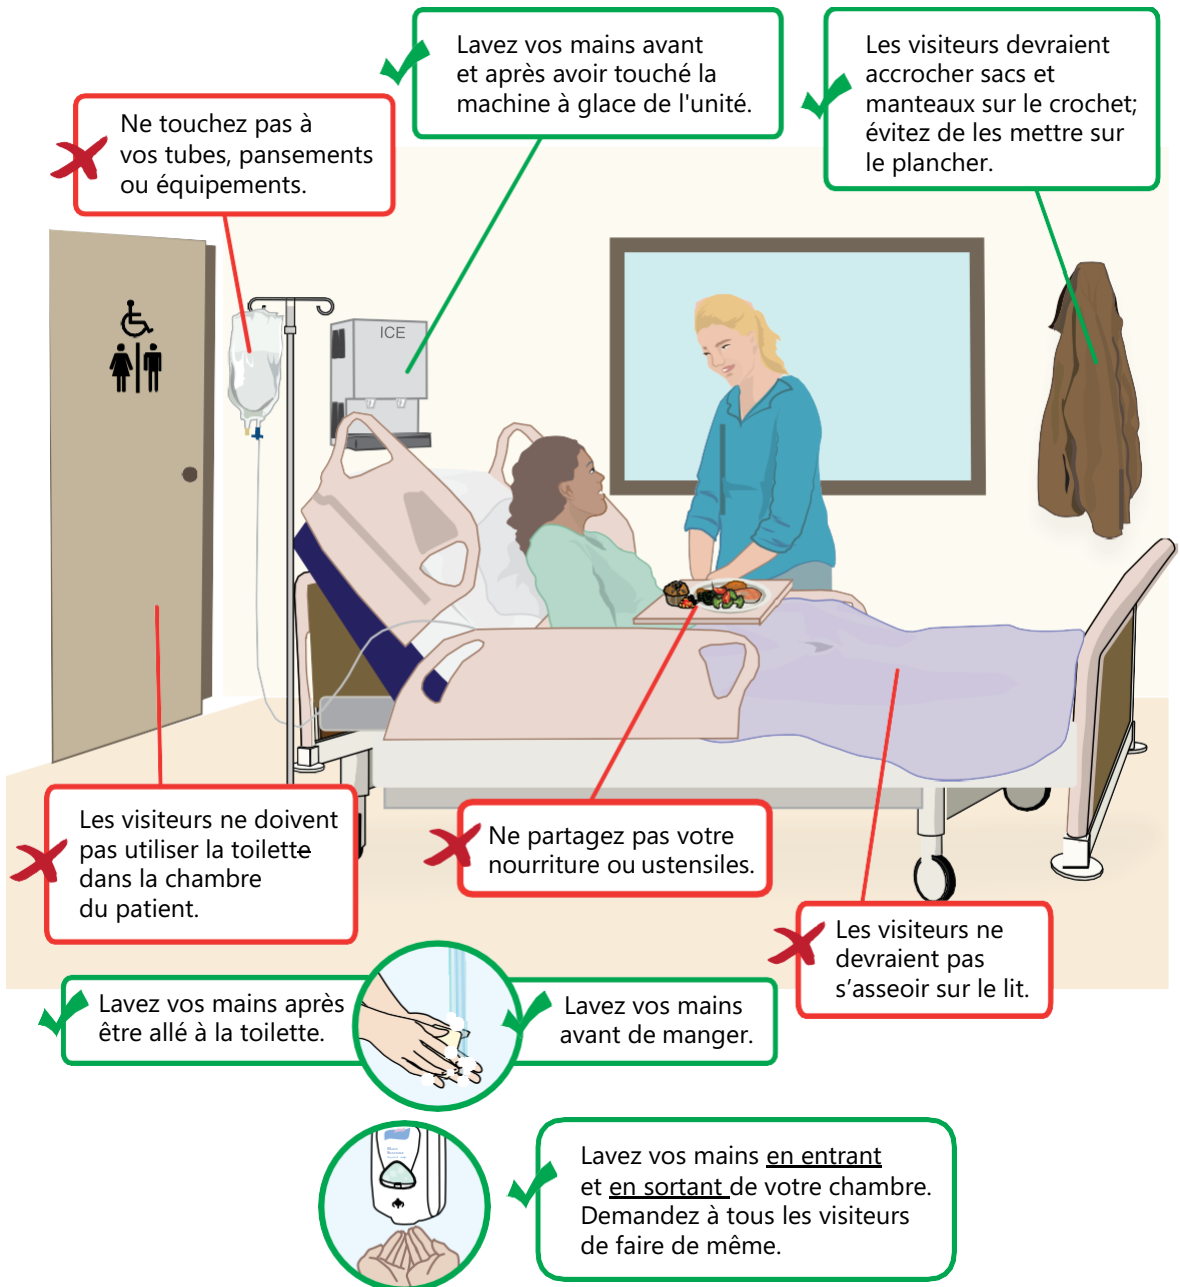 Lavez vos mains avant
et après avoir touché la
machine à glace de l'unité.
Les visiteurs devraient
accrocher sacs et
manteaux sur le crochet;
évitez de les mettre sur
le plancher.
Ne touchez pas à
vos tubes, pansements
ou équipements.
ICE
Les visiteurs ne doivent
pas utiliser la toilette
dans la chambre
du patient.
Ne partagez pas votre
nourriture ou ustensiles.
Les visiteurs ne
devraient pas
s’asseoir sur le lit.
Lavez vos mains après
être allé à la toilette.
Lavez vos mains
avant de manger.
Lavez vos mains en entrant
et en sortant de votre chambre.
Demandez à tous les visiteurs
de faire de même.